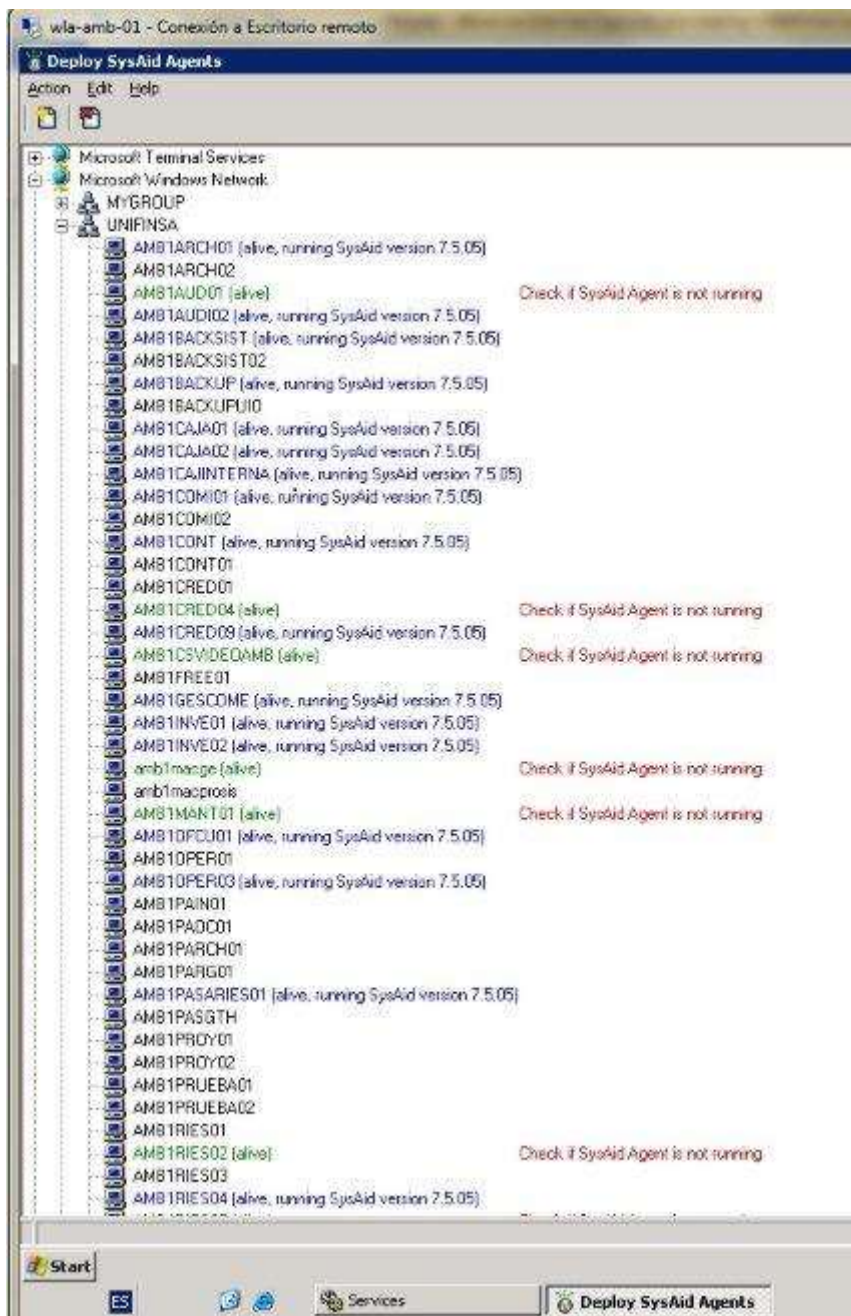 wla-amb-01 - Conexión a Escritorio remoto
Deploy SysAid Agents
Action Edit Help
Microsoft Terminal Services
Microsoft Windows Network
MYGROUP
UNIFINSA
AMB1ARCH01 (alive, running SysAid version 7.5.05)
AMB1ARCH02
AMB1AUD01 (alive) Check if SysAid Agent is not running
AMB1AUDI02 (alive, running SysAid version 7.5.05)
AMB1BACKSIST (alive, running SysAid version 7.5.05)
AMB1BACKSIST02
AMB1BACKUP (alive, running SysAid version 7.5.05)
AMB1BACKUPUIO
AMB1CAJA01 (alive, running SysAid version 7.5.05)
AMB1CAJA02 (alive, running SysAid version 7.5.05)
AMB1CAJINTERNA (alive, running SysAid version 7.5.05)
AMB1COMI01 (alive, running SysAid version 7.5.05)
AMB1COMI02
AMB1CONT (alive, running SysAid version 7.5.05)
AMB1CONT01
AMB1CRED01
AMB1CRED04 (alive) Check if SysAid Agent is not running
AMB1CRED09 (alive, running SysAid version 7.5.05)
AMB1CSVIDEOAMB (alive) Check if SysAid Agent is not running
AMB1FREE01
AMB1GESCOME (alive, running SysAid version 7.5.05)
AMB1INVE01 (alive, running SysAid version 7.5.05)
AMB1INVE02 (alive, running SysAid version 7.5.05)
amb1macge (alive) Check if SysAid Agent is not running
amb1macprosis
AMB1MANT01 (alive) Check if SysAid Agent is not running
AMB1OFCU01 (alive, running SysAid version 7.5.05)
AMB1OPER01
AMB1OPER03 (alive, running SysAid version 7.5.05)
AMB1PAIN01
AMB1PAOC01
AMB1PARCH01
AMB1PARG01
AMB1PASARIES01 (alive, running SysAid version 7.5.05)
AMB1PASGTH
AMB1PROY01
AMB1PROY02
AMB1PRUEBA01
AMB1PRUEBA02
AMB1RIES01
AMB1RIES02 (alive) Check if SysAid Agent is not running
AMB1RIES03
AMB1RIES04 (alive, running SysAid version 7.5.05)
Start
ES Services Deploy SysAid Agents